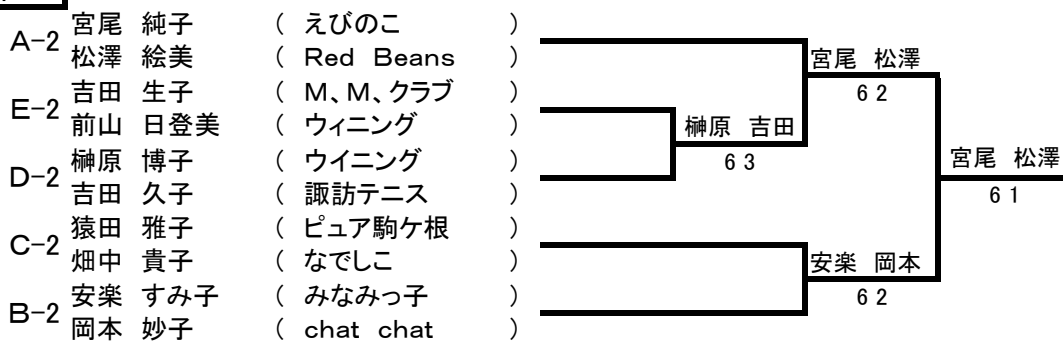 A-2
宮尾 純子 ( えびのこ )
松澤 絵美 ( Red Beans )
E-2
吉田 生子 ( M、M、クラブ )
前山 日登美 ( ウィニング )
D-2
榊原 博子 ( ウイニング )
吉田 久子 ( 諏訪テニス )
C-2
猿田 雅子 ( ピュア駒ケ根 )
畑中 貴子 ( なでしこ )
B-2
安楽 すみ子 ( みなみっ子 )
岡本 妙子 ( chat chat )
榊原 吉田
6 3
宮尾 松澤
6 2
安楽 岡本
6 2
宮尾 松澤
6 1